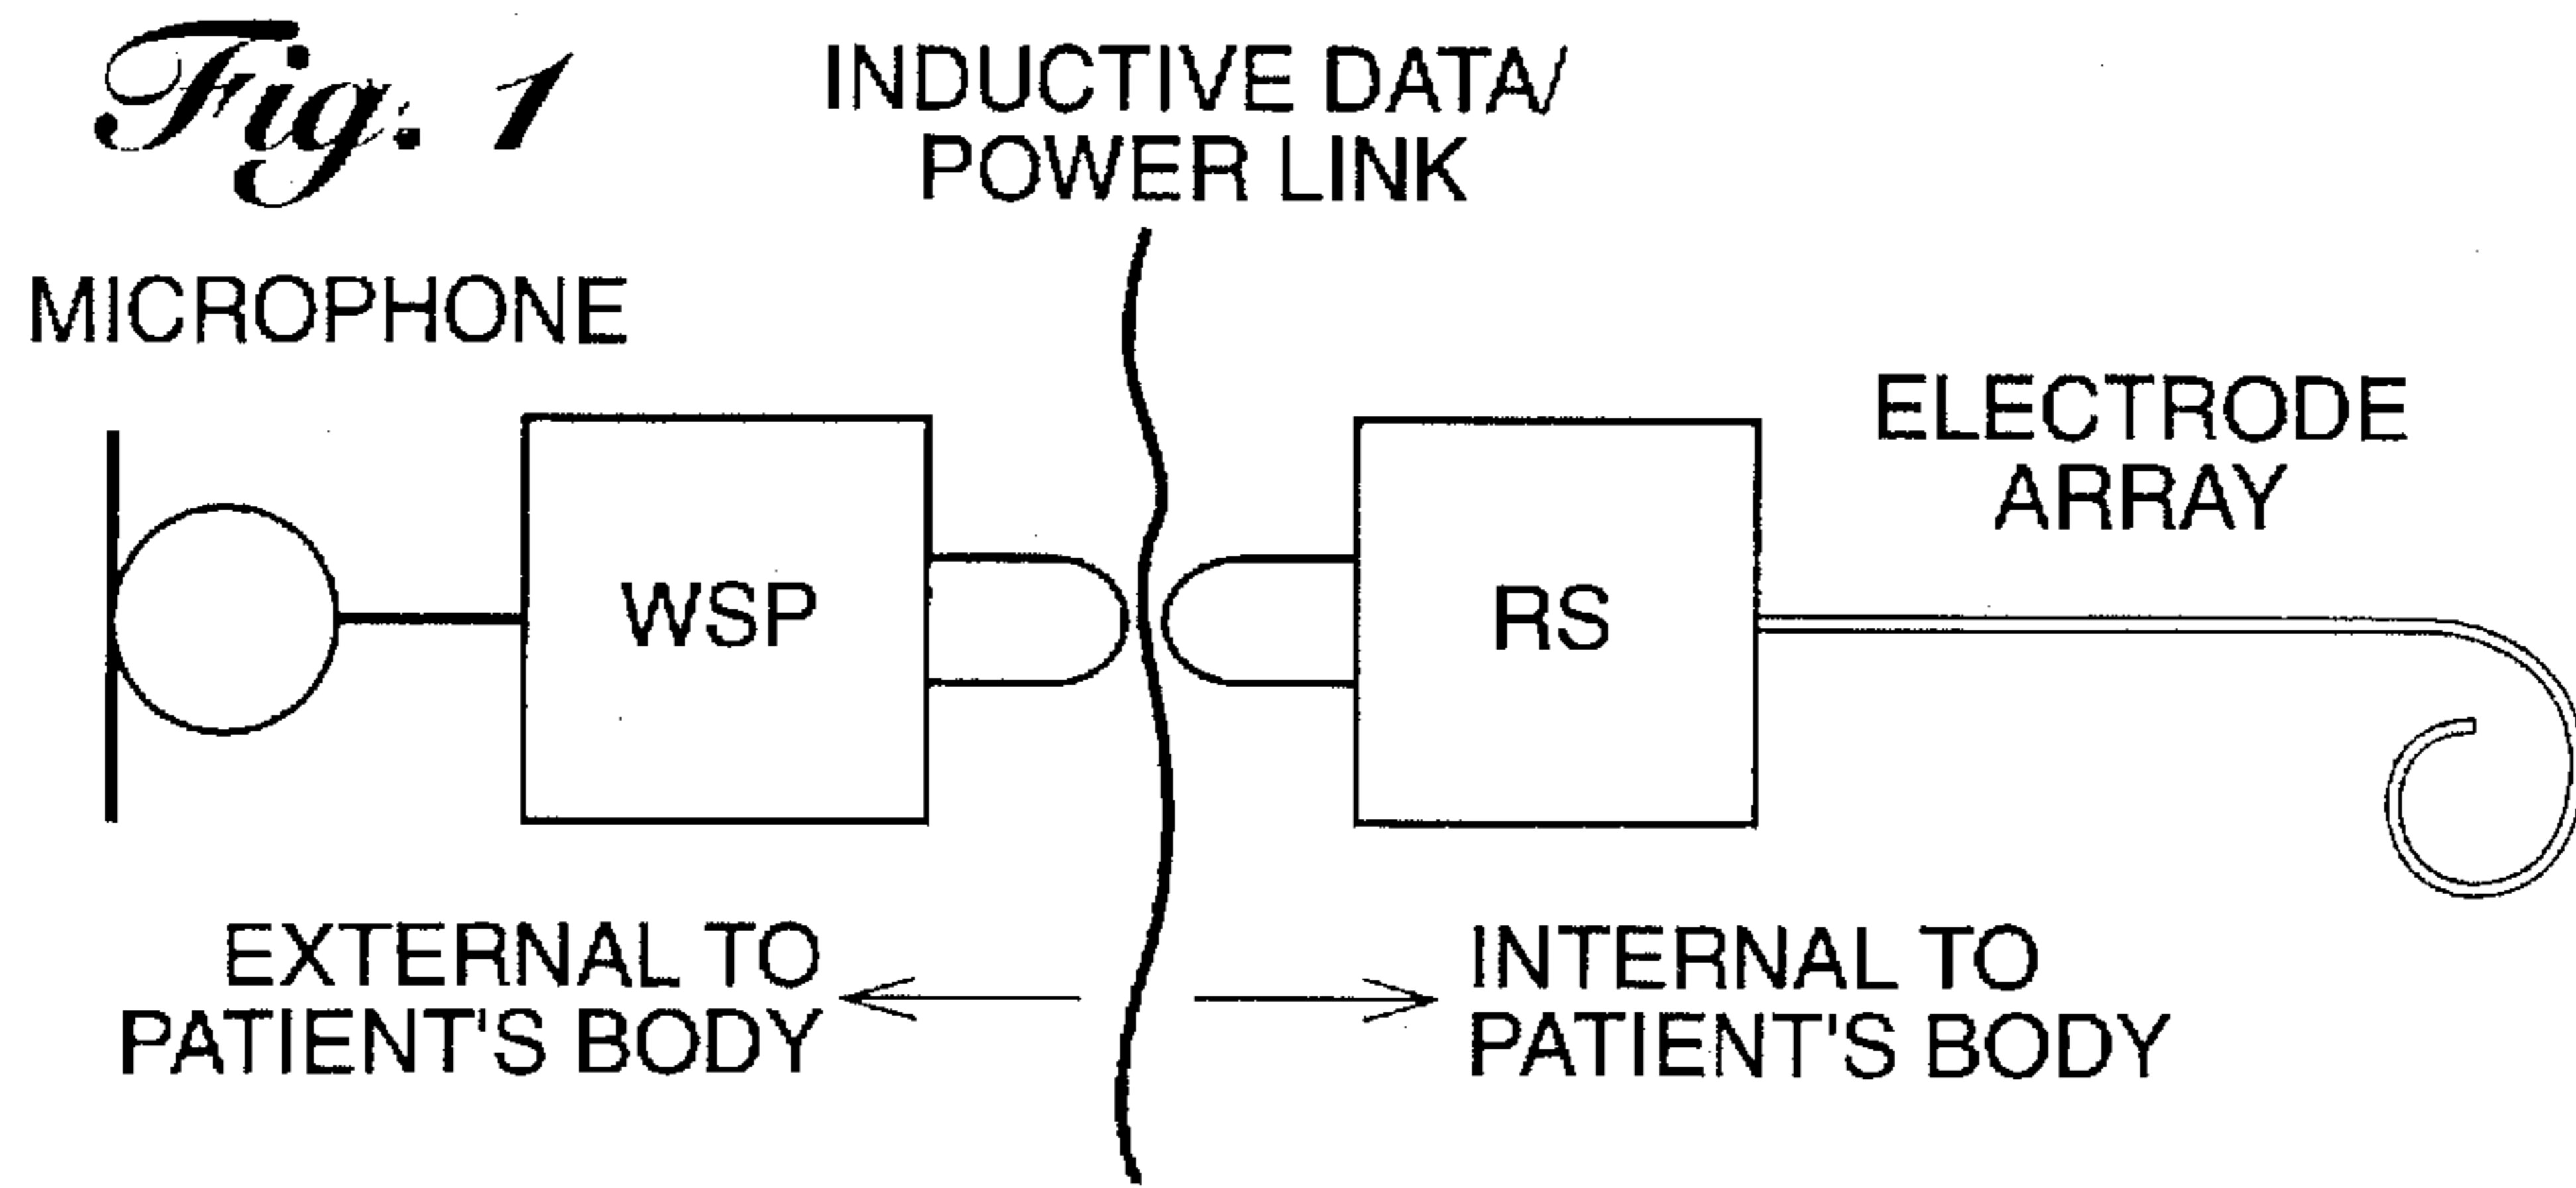 Fig. 1
INDUCTIVE DATA/
POWER LINK
MICROPHONE
ELECTRODE
ARRAY
WSP
RS
EXTERNAL TO
PATIENT'S BODY
INTERNAL TO
PATIENT'S BODY